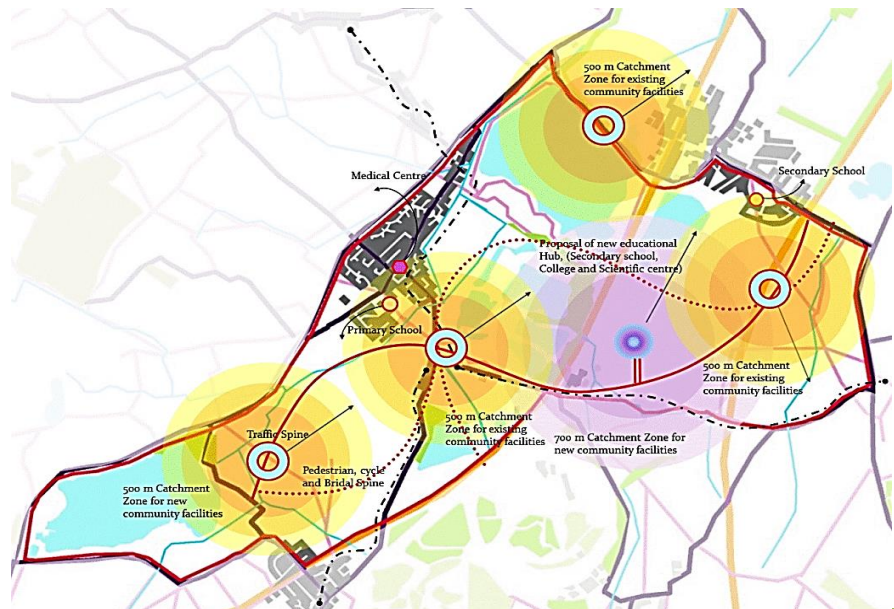 500 m Catchment
Zone for existing
community facilities
Medical Centre
Secondary School
Proposal of new educational
Hub, (Secondary school,
College and Scientific centre)
Primary School
500 m Catchment
Zone for existing
community facilities
500 m Catchment
Zone for existing
community facilities
700 m Catchment Zone for
new community facilities
Traffic Spine
Pedestrian, cycle
and Bridal Spine
500 m Catchment
Zone for new
community facilities